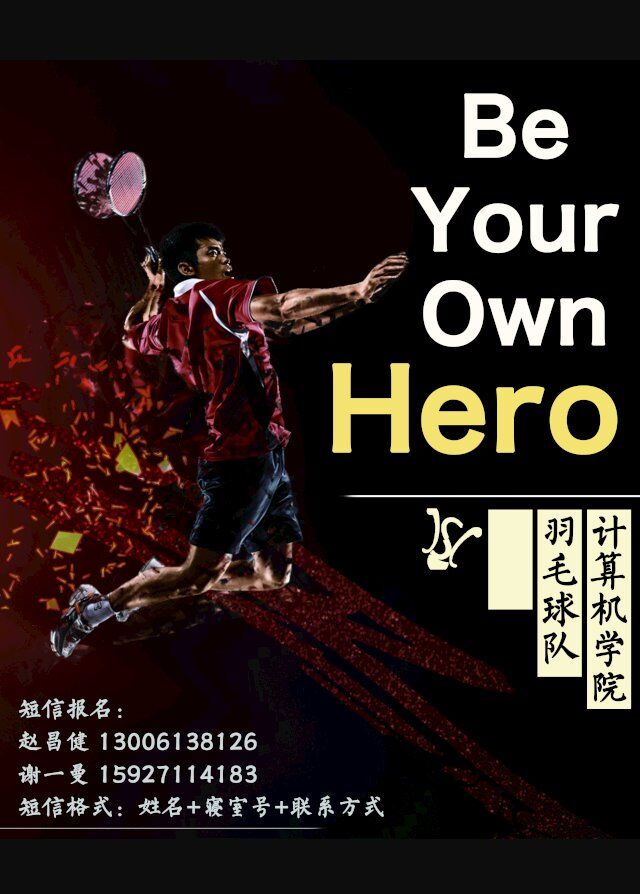 Be
Your
Own
Hero
计算机学院
羽毛球队
短信报名：
赵昌健 13006138126
谢一曼 15927114183
短信格式：姓名+寝室号+联系方式